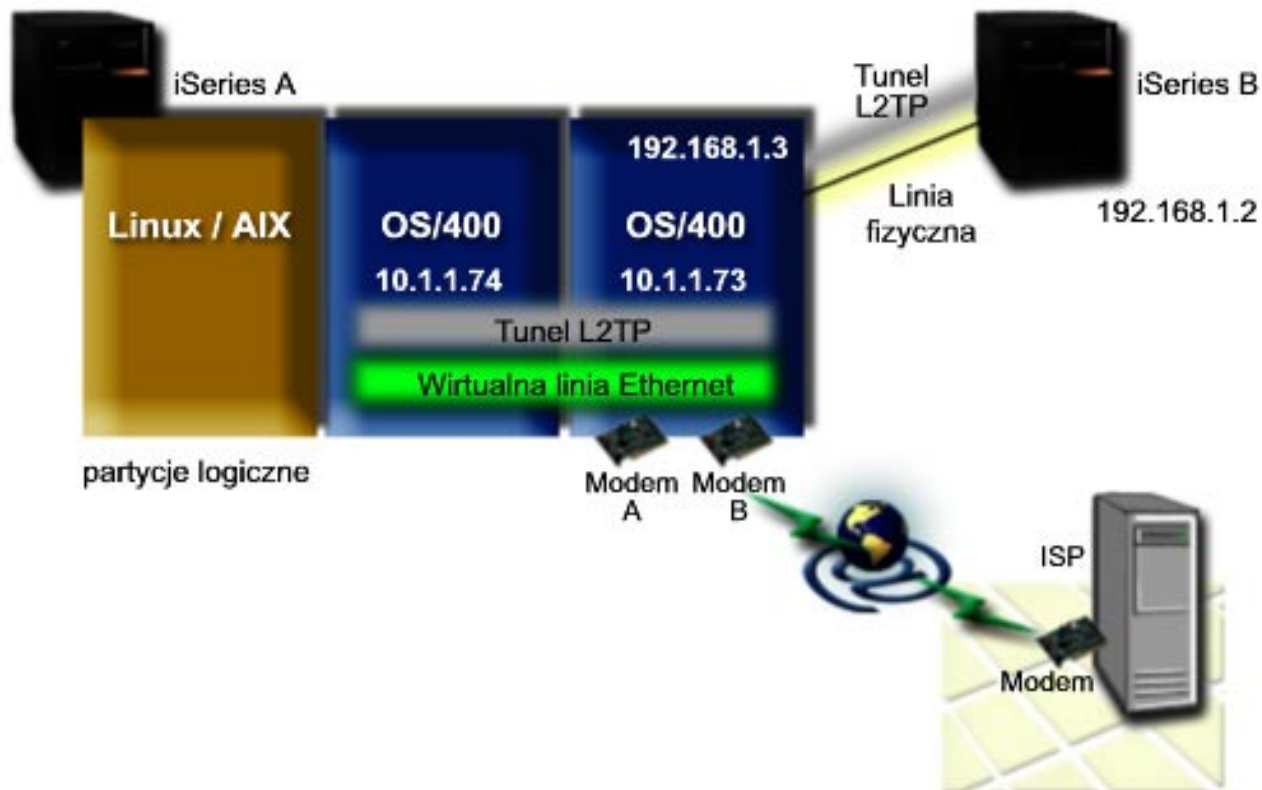 iSeries A
Tunel
L2TP
iSeries B
192.168.1.3
Linux / AIX
OS/400
OS/400
Linia
fizyczna
192.168.1.2
10.1.1.74
10.1.1.73
Tunel L2TP
Wirtualna linia Ethernet
partycje logiczne
Modem
A
Modem
B
ISP
Modem